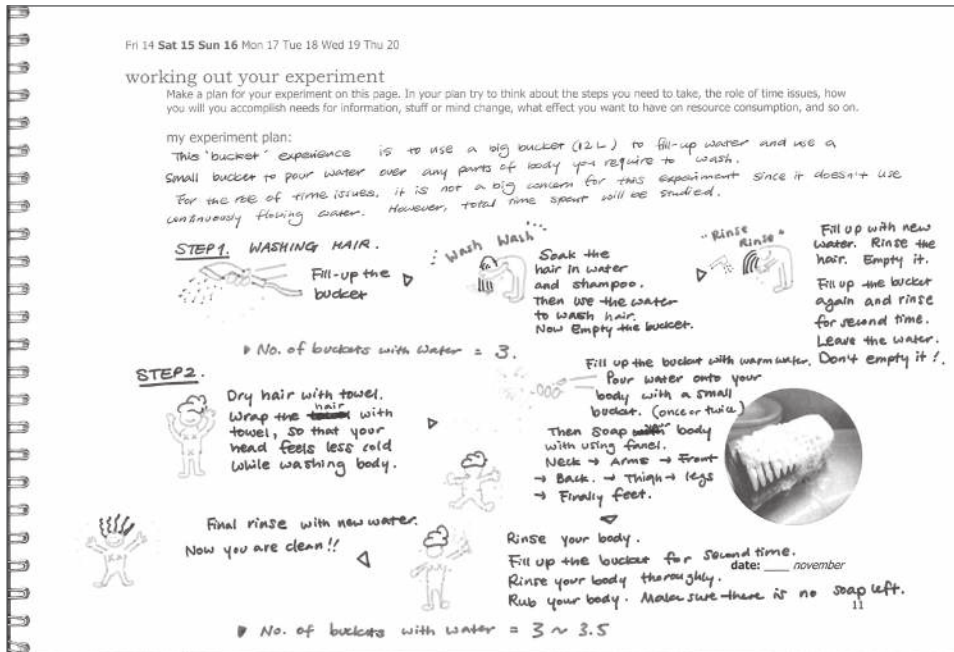 Fri 14 Sat 15 Sun 16 Mon 17 Tue 18 Wed 19 Thu 20
working out your experiment
Make a plan for your experiment on this page. In your plan try to think about the steps you need to take, the role of time issues, how
you will you accomplish needs for information, stuff or mind change, what effect you want to have on resource consumption, and so on.
my experiment plan:
This 'bucket' experience is to use a big bucket (12L) to fill-up water and use a
small bucket to pour water over any parts of body you require to wash.
For the role of time issues, it is not a big concern for this experiment since it doesn't use
continuously flowing water. However, total time spent will be studied.
STEP 1. WASHING HAIR.
Fill-up the
bucket
Wash Wash
Soak the
hair in water
and shampoo.
Then use the water
to wash hair.
Now Empty the bucket.
"Rinse
Rinse"
Fill up with new
water. Rinse the
hair. Empty it.
Fill up the bucket
again and rinse
for second time.
Leave the water.
Don't empty it!.
No. of buckets with water = 3.
STEP 2.
Dry hair with towel.
Wrap the hair with
towel, so that your
head feels less cold
while washing body.
Fill up the bucket with warm water.
Pour water onto your
body with a small
bucket. (once or twice)
Then soap body
with using fanel.
Neck → Arms → Front
→ Back. → Thigh → legs
→ Finally feet.
Rinse your body.
Fill up the bucket for second time.
Rinse your body thoroughly.
Rub your body. Make sure there is no soap left.
Final rinse with new water.
Now you are clean!!
No. of buckets with water = 3 ~ 3.5
date: ___ november
11